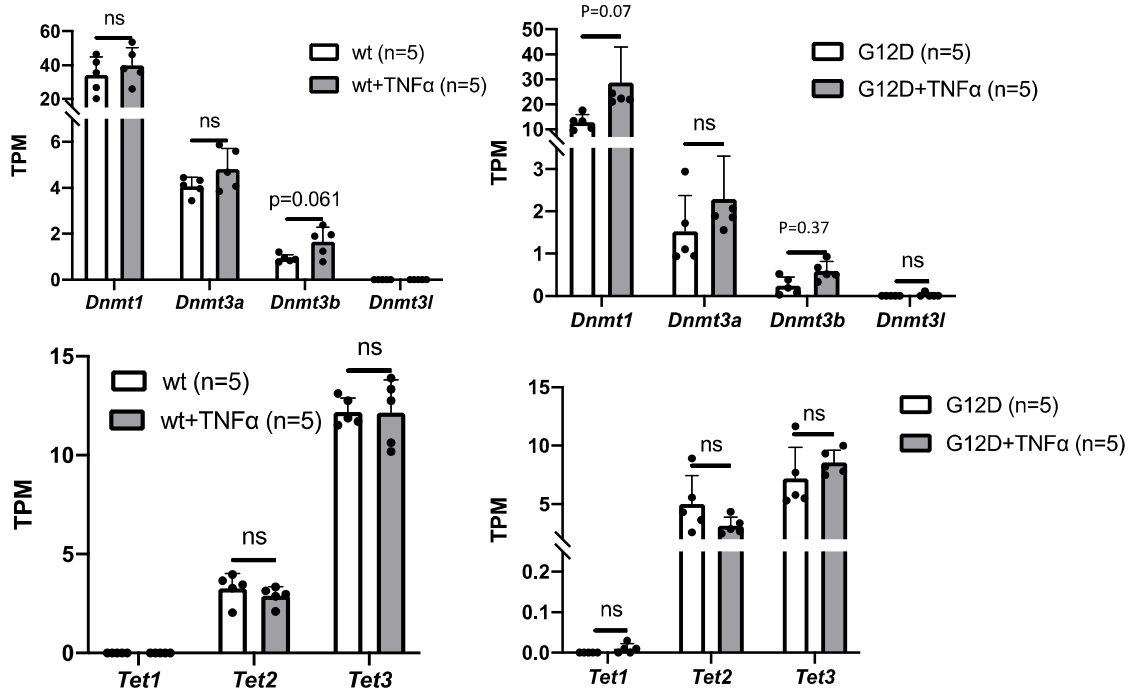 ns
60
40
20
6
4
2
0
TPM
wt (n=5)
wt+TNFα (n=5)
ns
p=0.061
Dnmt1 Dnmt3a Dnmt3b Dnmt3l
P=0.07
50
40
30
20
10
3
2
1
0
TPM
G12D (n=5)
G12D+TNFα (n=5)
ns
P=0.37
ns
Dnmt1 Dnmt3a Dnmt3b Dnmt3l
15
10
5
0
TPM
wt (n=5)
wt+TNFα (n=5)
ns
ns
Tet1 Tet2 Tet3
15
10
5
0.2
0.1
0.0
TPM
G12D (n=5)
G12D+TNFα (n=5)
ns
ns
ns
Tet1 Tet2 Tet3